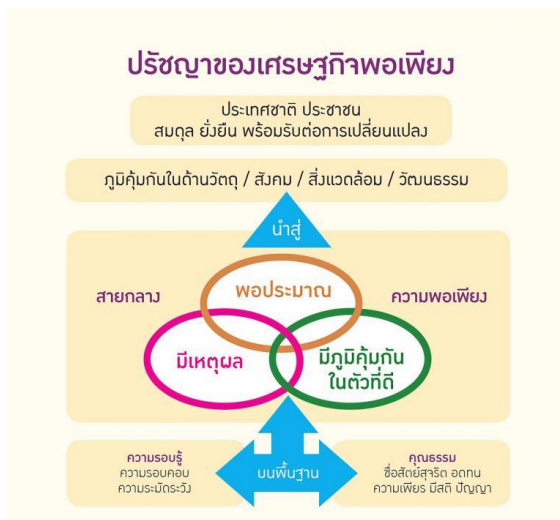 ปรัชญาของเศรษฐกิจพอเพียง
ประเทศชาติ ประชาชน
สมดุล ยั่งยืน พร้อมรับต่อการเปลี่ยนแปลง
ภูมิคุ้มกันในด้านวัตถุ / สังคม / สิ่งแวดล้อม / วัฒนธรรม
นำสู่
สายกลาง
พอประมาณ
ความพอเพียง
มีเหตุผล
มีภูมิคุ้มกัน
ในตัวที่ดี
ความรอบรู้
ความรอบคอบ
ความระมัดระวัง
บนพื้นฐาน
คุณธรรม
ซื่อสัตย์สุจริต อดทน
ความเพียร มีสติ ปัญญา